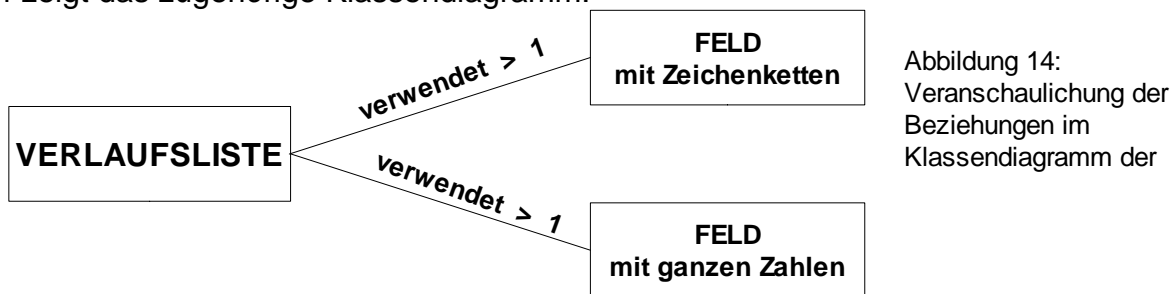 zeigt das zugehörige Klassendiagramm.
VERLAUFSLISTE
verwendet > 1
FELD
mit Zeichenketten
verwendet > 1
FELD
mit ganzen Zahlen
Abbildung 14:
Veranschaulichung der
Beziehungen im
Klassendiagramm der